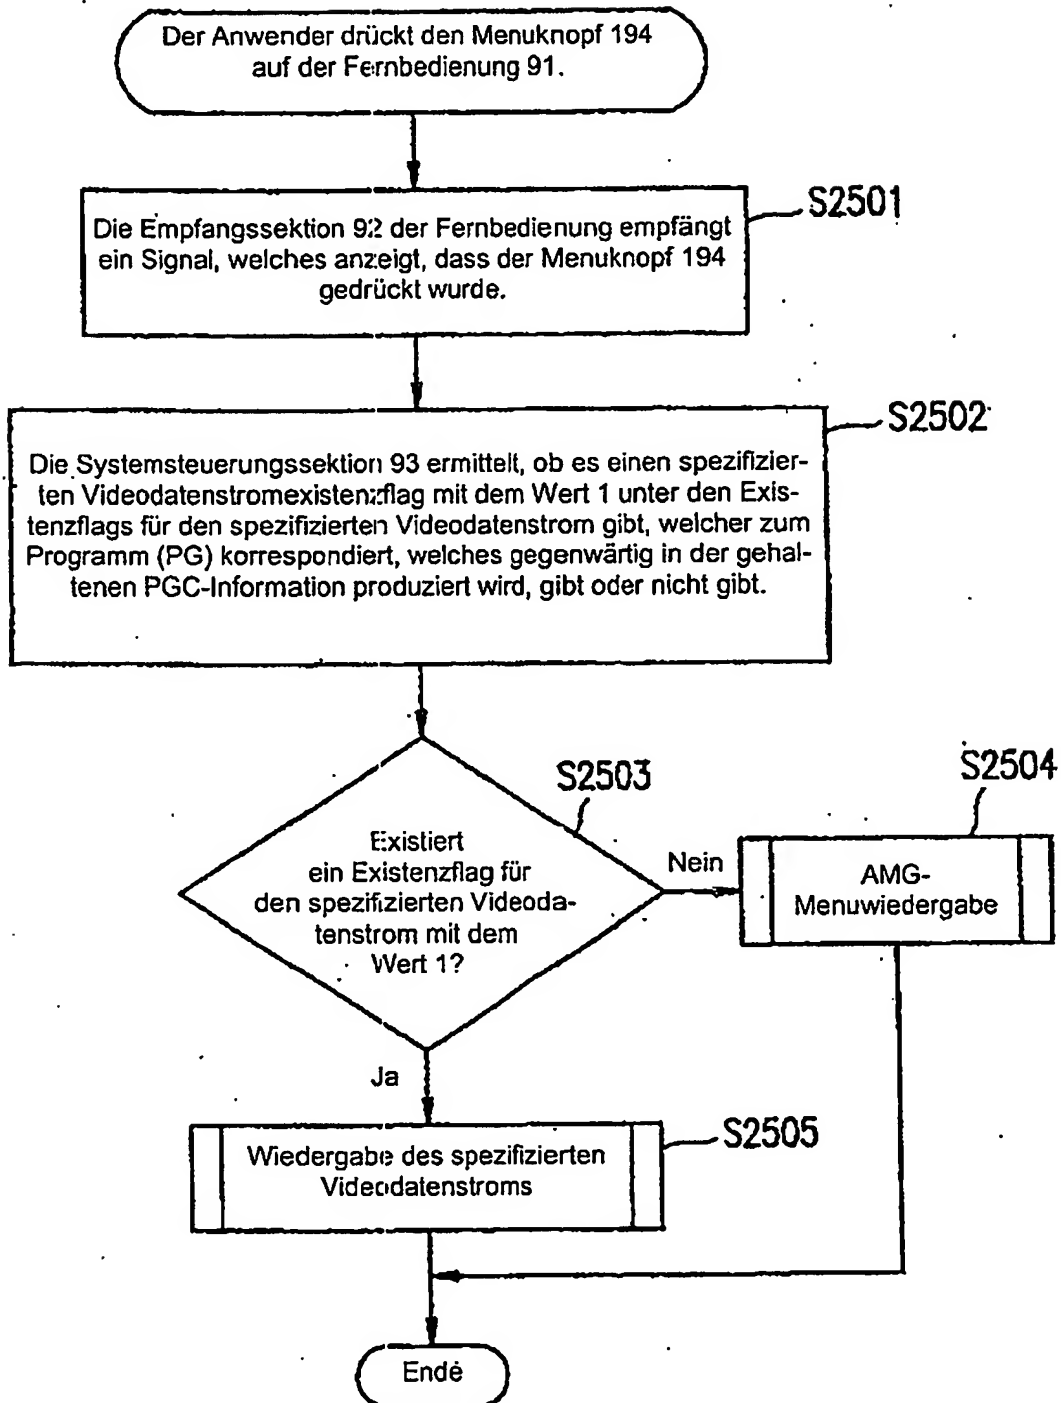 Der Anwender drückt den Menuknopf 194
auf der Fernbedienung 91.
S2501
Die Empfangssektion 92 der Fernbedienung empfängt
ein Signal, welches anzeigt, dass der Menuknopf 194
gedrückt wurde.
S2502
Die Systemsteuerungssektion 93 ermittelt, ob es einen spezifizier-
ten Videodatenstromexistenzflag mit dem Wert 1 unter den Exis-
tenzflags für den spezifizierten Videodatenstrom gibt, welcher zum
Programm (PG) korrespondiert, welches gegenwärtig in der gehal-
tenen PGC-Information produziert wird, gibt oder nicht gibt.
S2503
Existiert
ein Existenzflag für
den spezifizierten Videoda-
tenstrom mit dem
Wert 1?
Nein
S2504
AMG-
Menuwiedergabe
Ja
S2505
Wiedergabe des spezifizierten
Videodatenstroms
Ende